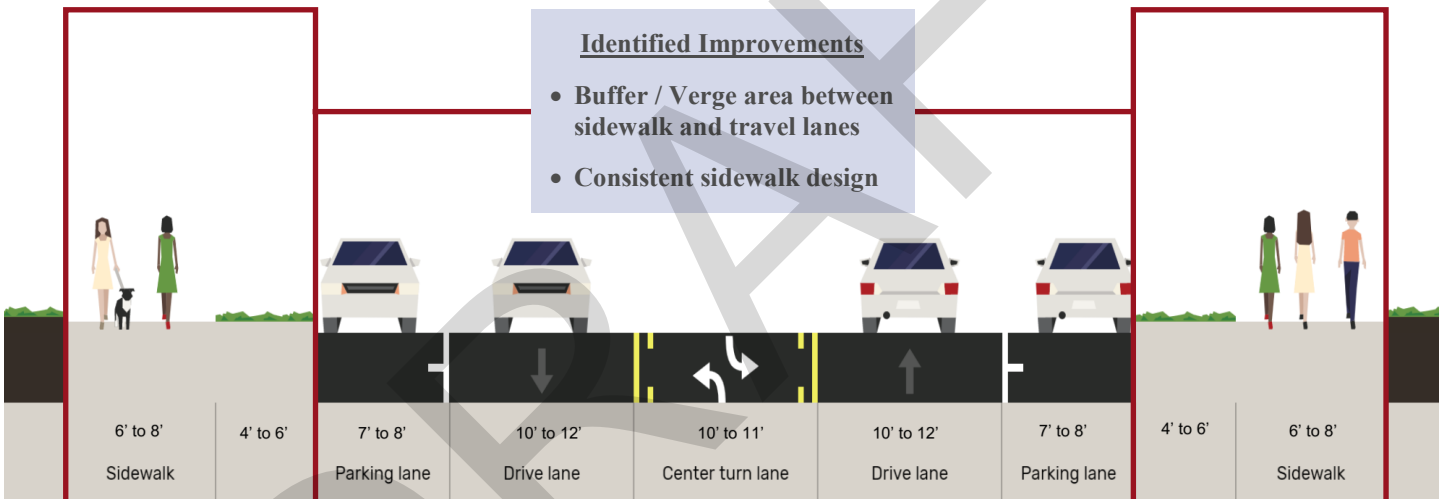 Identified Improvements
• Buffer / Verge area between
sidewalk and travel lanes
• Consistent sidewalk design
DRAFT
6’ to 8’
4’ to 6’
7’ to 8’
10’ to 12’
10’ to 11’
10’ to 12’
7’ to 8’
4’ to 6’
6’ to 8’
Sidewalk
Parking lane
Drive lane
Center turn lane
Drive lane
Parking lane
Sidewalk